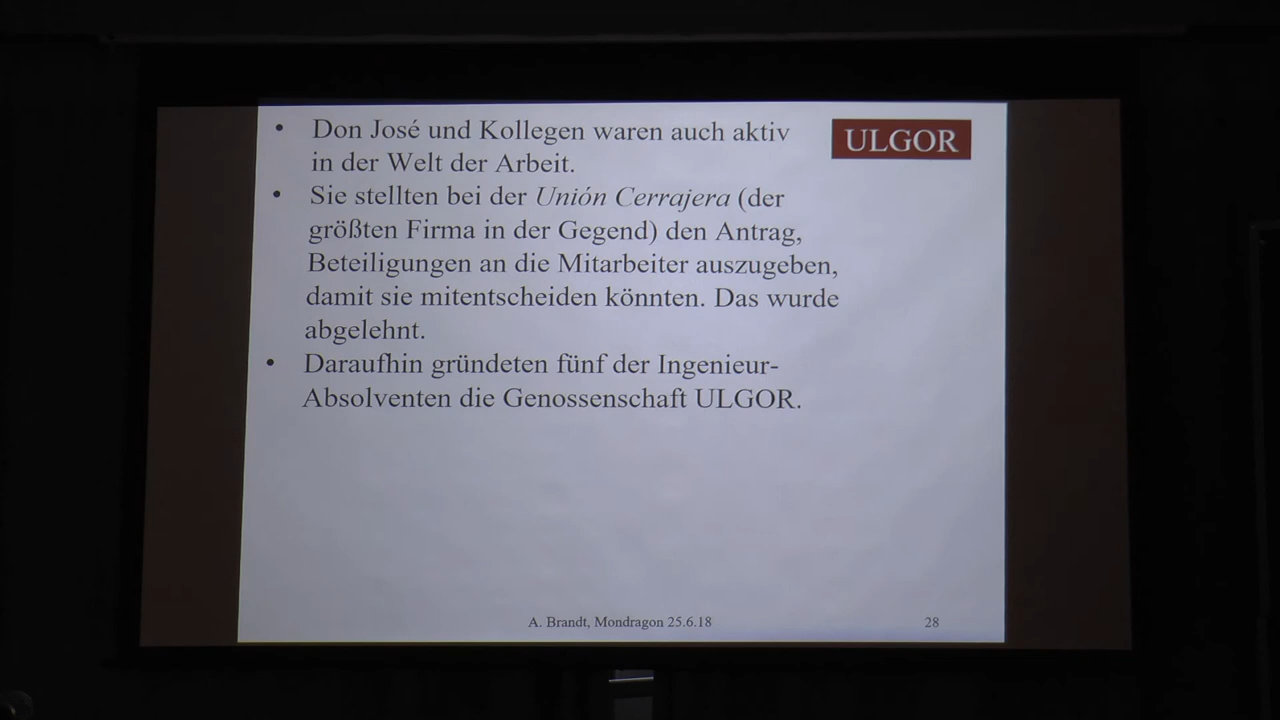 ULGOR
• Don José und Kollegen waren auch aktiv
in der Welt der Arbeit.
• Sie stellten bei der Unión Cerrajera (der
größten Firma in der Gegend) den Antrag,
Beteiligungen an die Mitarbeiter auszugeben,
damit sie mitentscheiden könnten. Das wurde
abgelehnt.
• Daraufhin gründeten fünf der Ingenieur-
Absolventen die Genossenschaft ULGOR.
A. Brandt, Mondragon 25.6.18
28